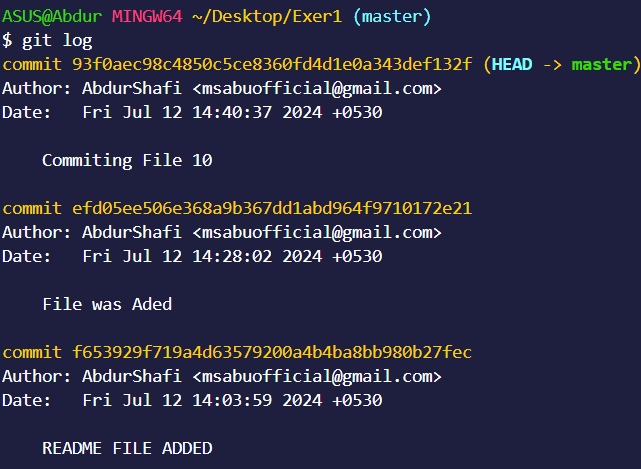 ASUS@Abdur MINGW64 ~/Desktop/Exer1 (master)
$ git log
commit 93f0aec98c4850c5ce8360fd4d1e0a343def132f (HEAD -> master)
Author: AbdurShafi <msabuofficial@gmail.com>
Date:   Fri Jul 12 14:40:37 2024 +0530
    Commiting File 10
commit efd05ee506e368a9b367dd1abd964f9710172e21
Author: AbdurShafi <msabuofficial@gmail.com>
Date:   Fri Jul 12 14:28:02 2024 +0530
    File was Aded
commit f653929f719a4d63579200a4b4ba8bb980b27fec
Author: AbdurShafi <msabuofficial@gmail.com>
Date:   Fri Jul 12 14:03:59 2024 +0530
    README FILE ADDED